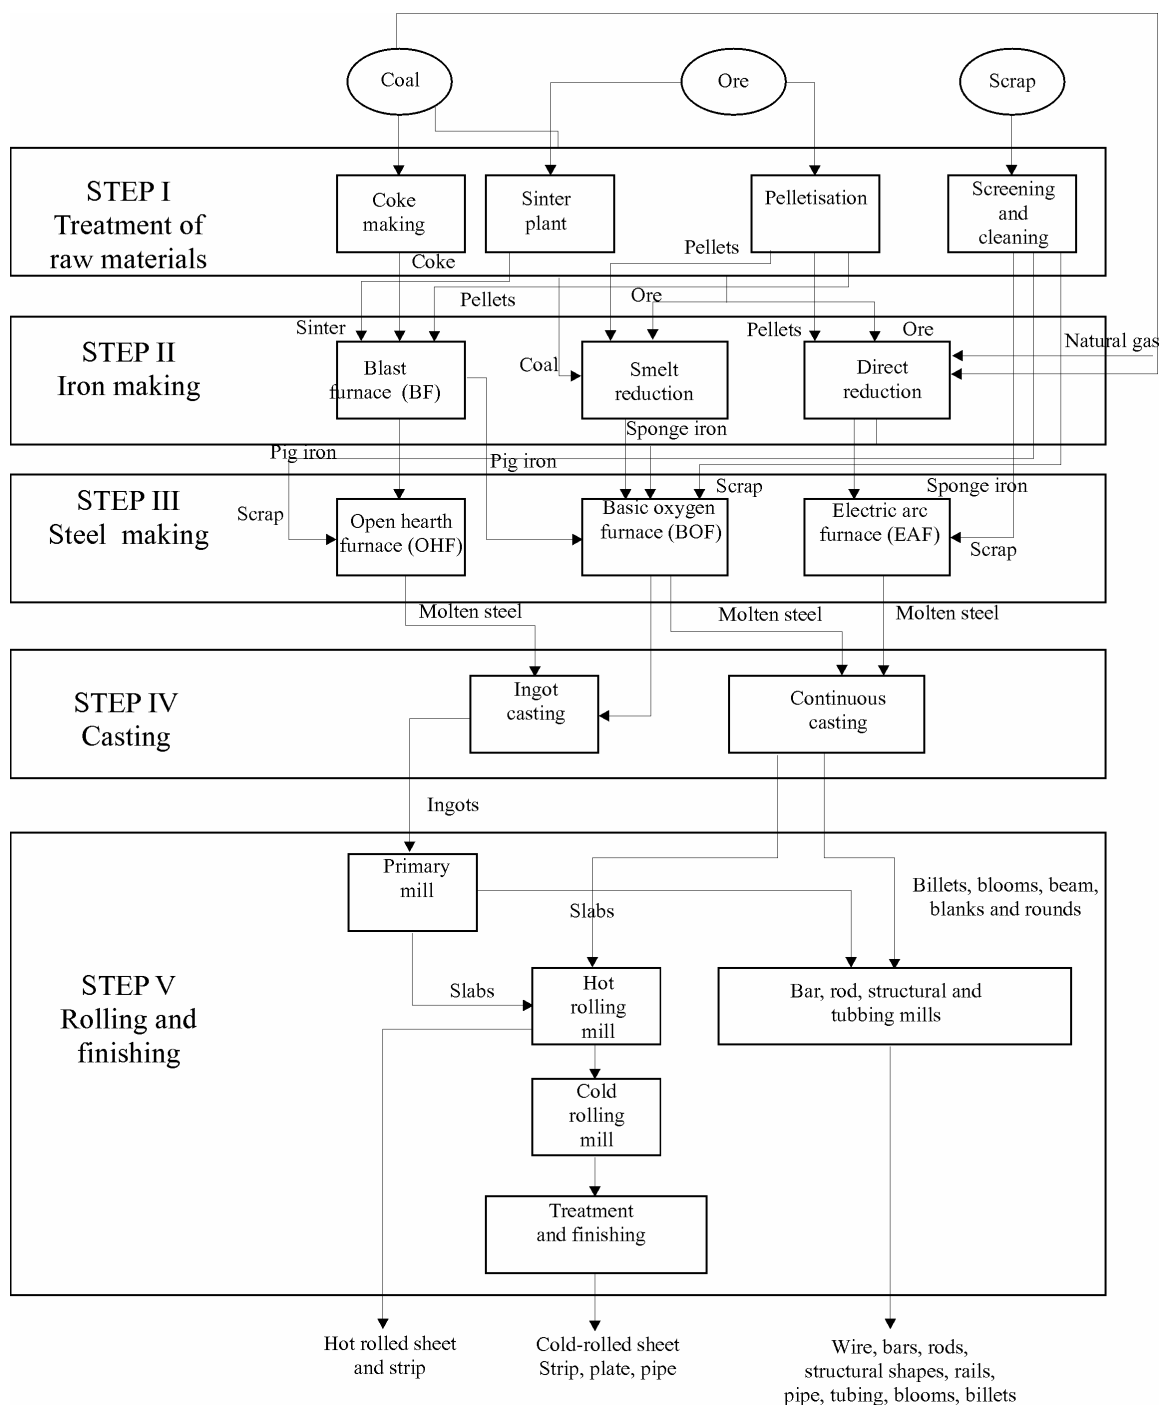 Coal
Ore
Scrap
STEP I
Treatment of
raw materials
Coke
making
Sinter
plant
Pelletisation
Screening
and
cleaning
Coke
Pellets
Pellets
Ore
Sinter
Pellets
Ore
Natural gas
STEP II
Iron making
Blast
furnace (BF)
Coal
Smelt
reduction
Direct
reduction
Sponge iron
Pig iron
Pig iron
Scrap
Sponge iron
STEP III
Steel making
Scrap
Open hearth
furnace (OHF)
Basic oxygen
furnace (BOF)
Electric arc
furnace (EAF)
Scrap
Molten steel
Molten steel
Molten steel
STEP IV
Casting
Ingot
casting
Continuous
casting
Ingots
Primary
mill
Slabs
Billets, blooms, beam,
blanks and rounds
STEP V
Rolling and
finishing
Slabs
Hot
rolling
mill
Bar, rod, structural and
tubbing mills
Cold
rolling
mill
Treatment
and finishing
Hot rolled sheet
and strip
Cold-rolled sheet
Strip, plate, pipe
Wire, bars, rods,
structural shapes, rails,
pipe, tubing, blooms, billets